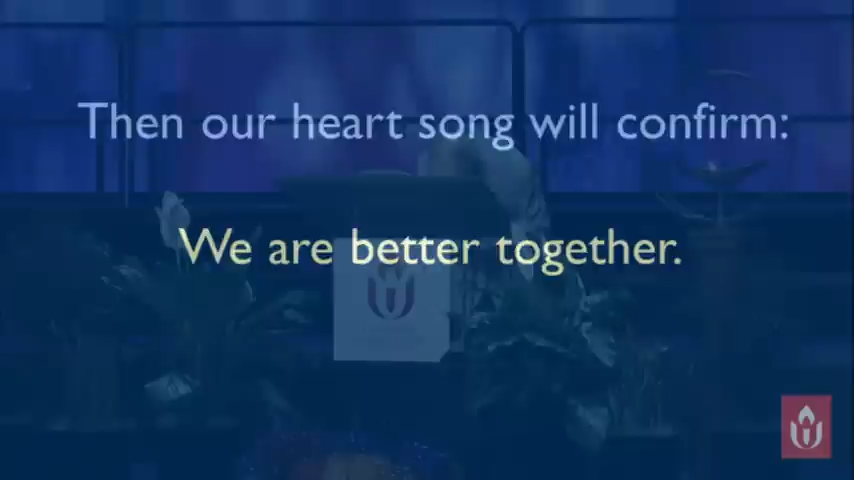 Then our heart song will confirm:
We are better together.